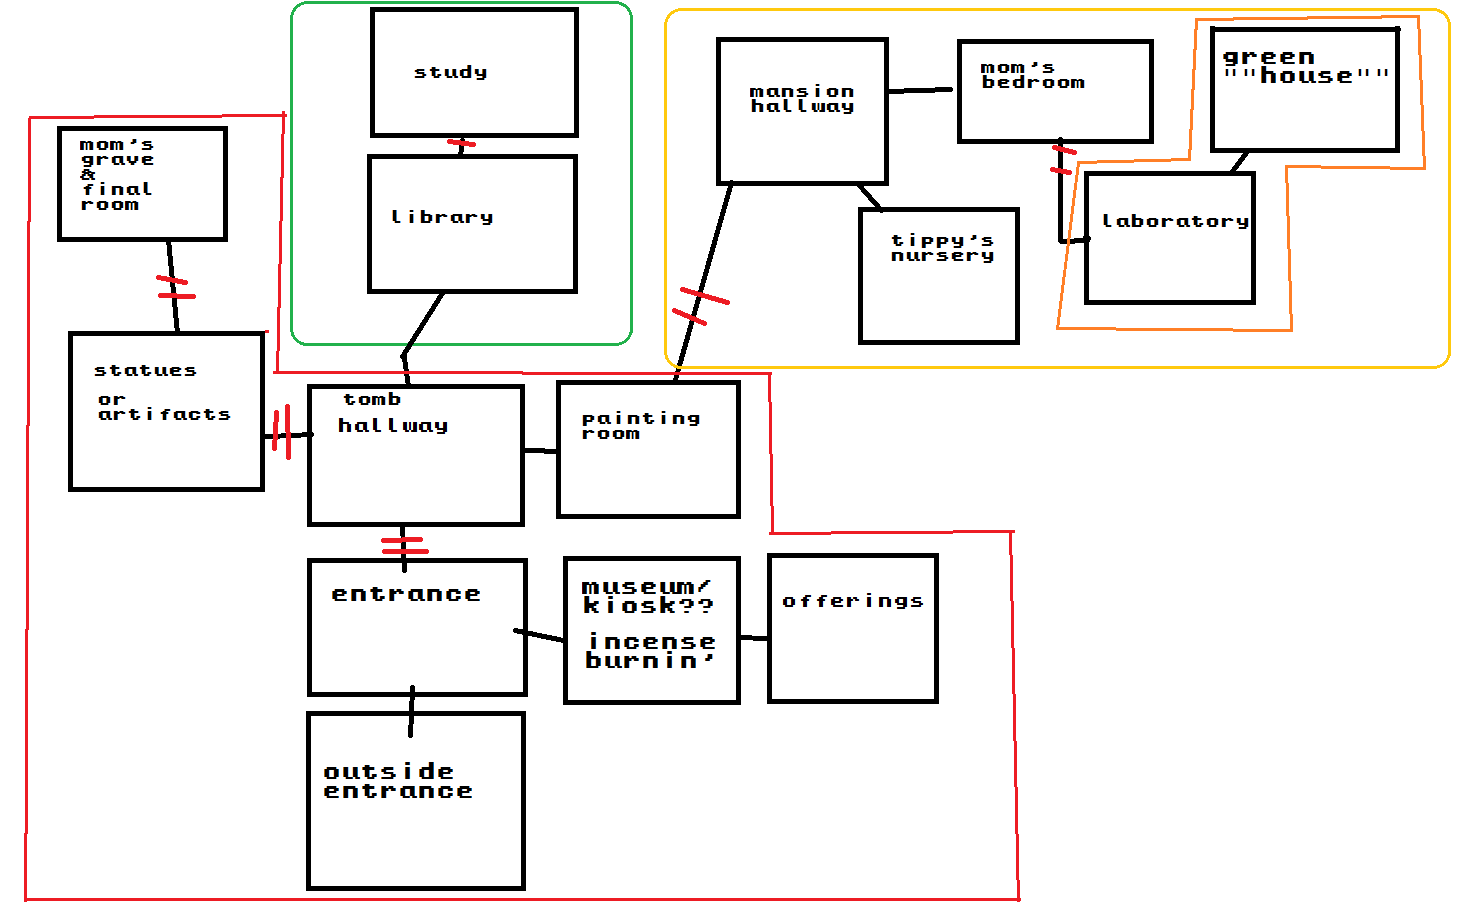 study
library
mansion
hallway
mom's
bedroom
green
""house""
tippy's
nursery
laboratory
mom's
grave
&
final
room
statues
or
artifacts
tomb
hallway
painting
room
entrance
museum/
kiosk??
incense
burnin'
offerings
outside
entrance